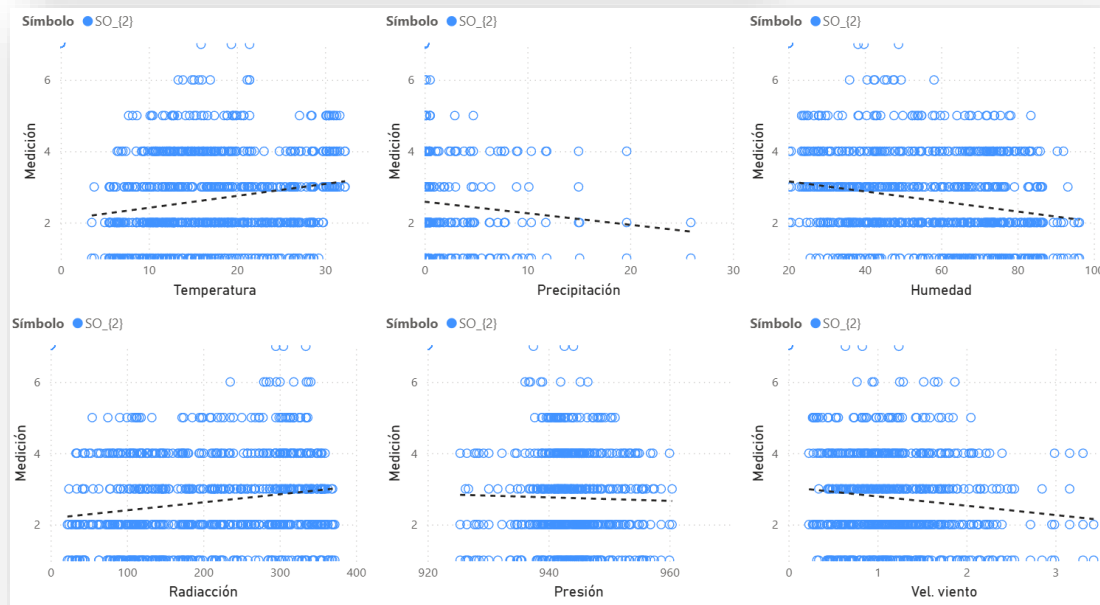 Símbolo SO_{2}
Medición
6
4
2
0 10 20 30
Temperatura
Símbolo SO_{2}
Medición
6
4
2
0 10 20 30
Precipitación
Símbolo SO_{2}
Medición
6
4
2
20 40 60 80 100
Humedad
Símbolo SO_{2}
Medición
6
4
2
0 100 200 300 400
Radiacción
Símbolo SO_{2}
Medición
6
4
2
920 940 960
Presión
Símbolo SO_{2}
Medición
6
4
2
0 1 2 3
Vel. viento